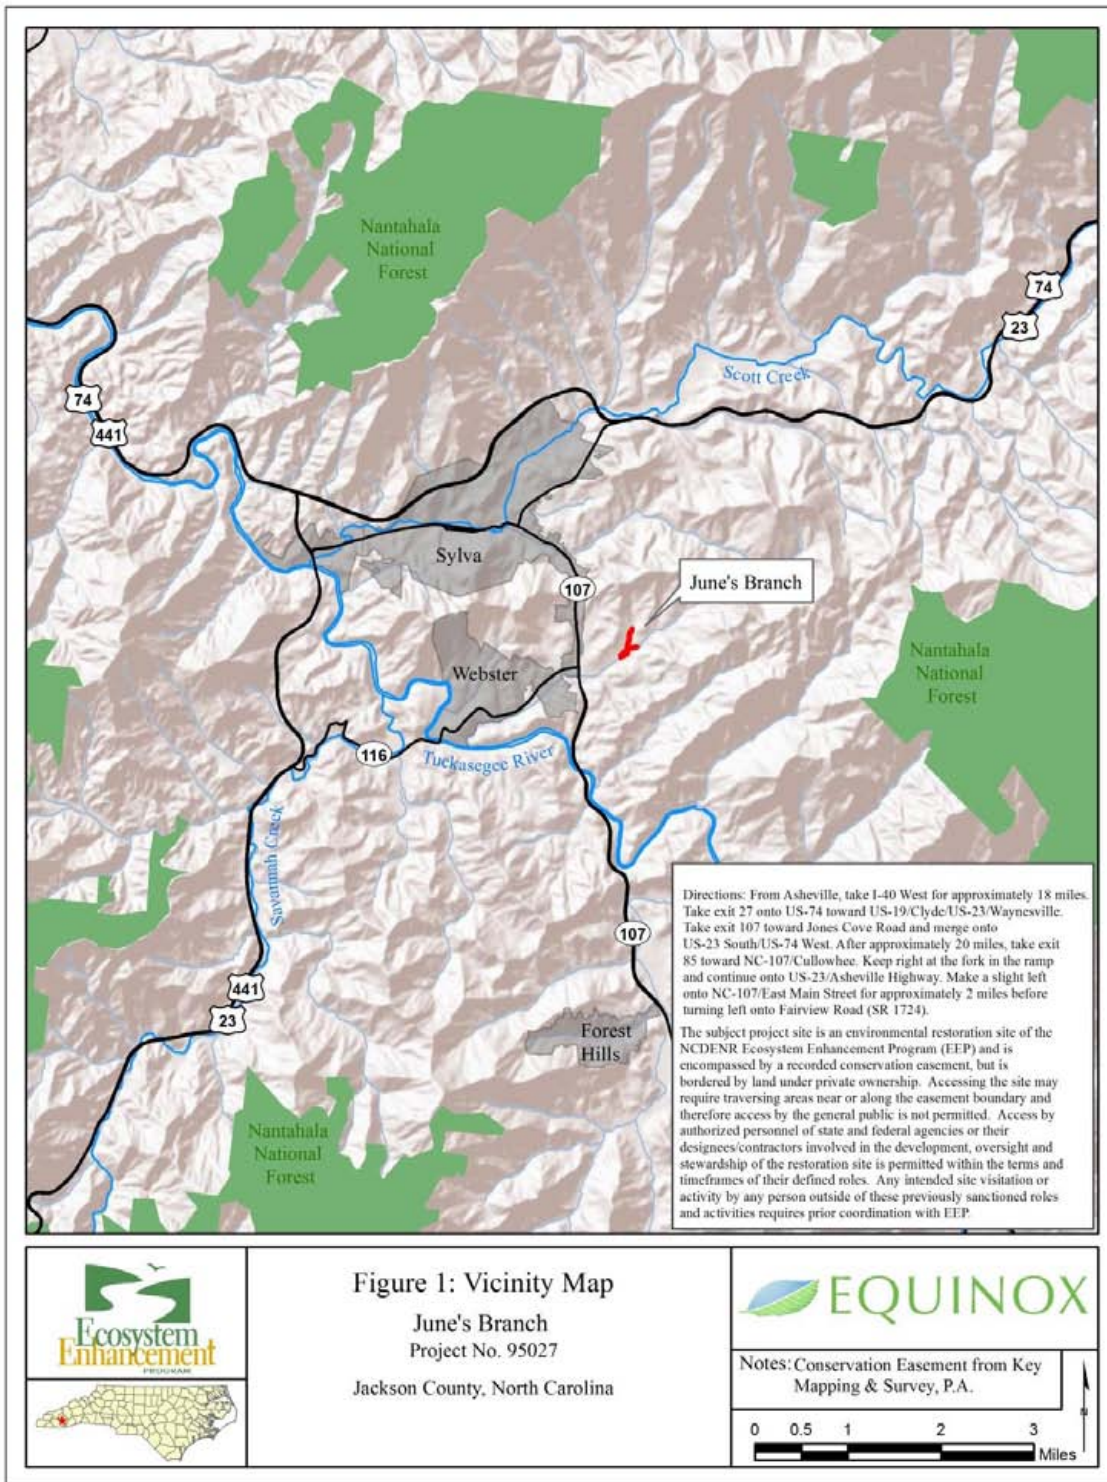 Nantahala
National
Forest
74
23
Scott Creek
74
441
Sylva
107
June's Branch
Webster
Nantahala
National
Forest
116
Tuckasegee River
Savannah Creek
107
441
23
Forest
Hills
Nantahala
National
Forest
Directions: From Asheville, take I-40 West for approximately 18 miles.
Take exit 27 onto US-74 toward US-19/Clyde/US-23/Waynesville.
Take exit 107 toward Jones Cove Road and merge onto
US-23 South/US-74 West. After approximately 20 miles, take exit
85 toward NC-107/Cullowhee. Keep right at the fork in the ramp
and continue onto US-23/Asheville Highway. Make a slight left
onto NC-107/East Main Street for approximately 2 miles before
turning left onto Fairview Road (SR 1724).
The subject project site is an environmental restoration site of the
NCDENR Ecosystem Enhancement Program (EEP) and is
encompassed by a recorded conservation easement, but is
bordered by land under private ownership. Accessing the site may
require traversing areas near or along the easement boundary and
therefore access by the general public is not permitted. Access by
authorized personnel of state and federal agencies or their
designees/contractors involved in the development, oversight and
stewardship of the restoration site is permitted within the terms and
timeframes of their defined roles. Any intended site visitation or
activity by any person outside of these previously sanctioned roles
and activities requires prior coordination with EEP.
Ecosystem
Enhancement
PROGRAM
Figure 1: Vicinity Map
June's Branch
Project No. 95027
Jackson County, North Carolina
EQUINOX
Notes: Conservation Easement from Key
Mapping & Survey, P.A.
N
0 0.5 1 2 3
Miles